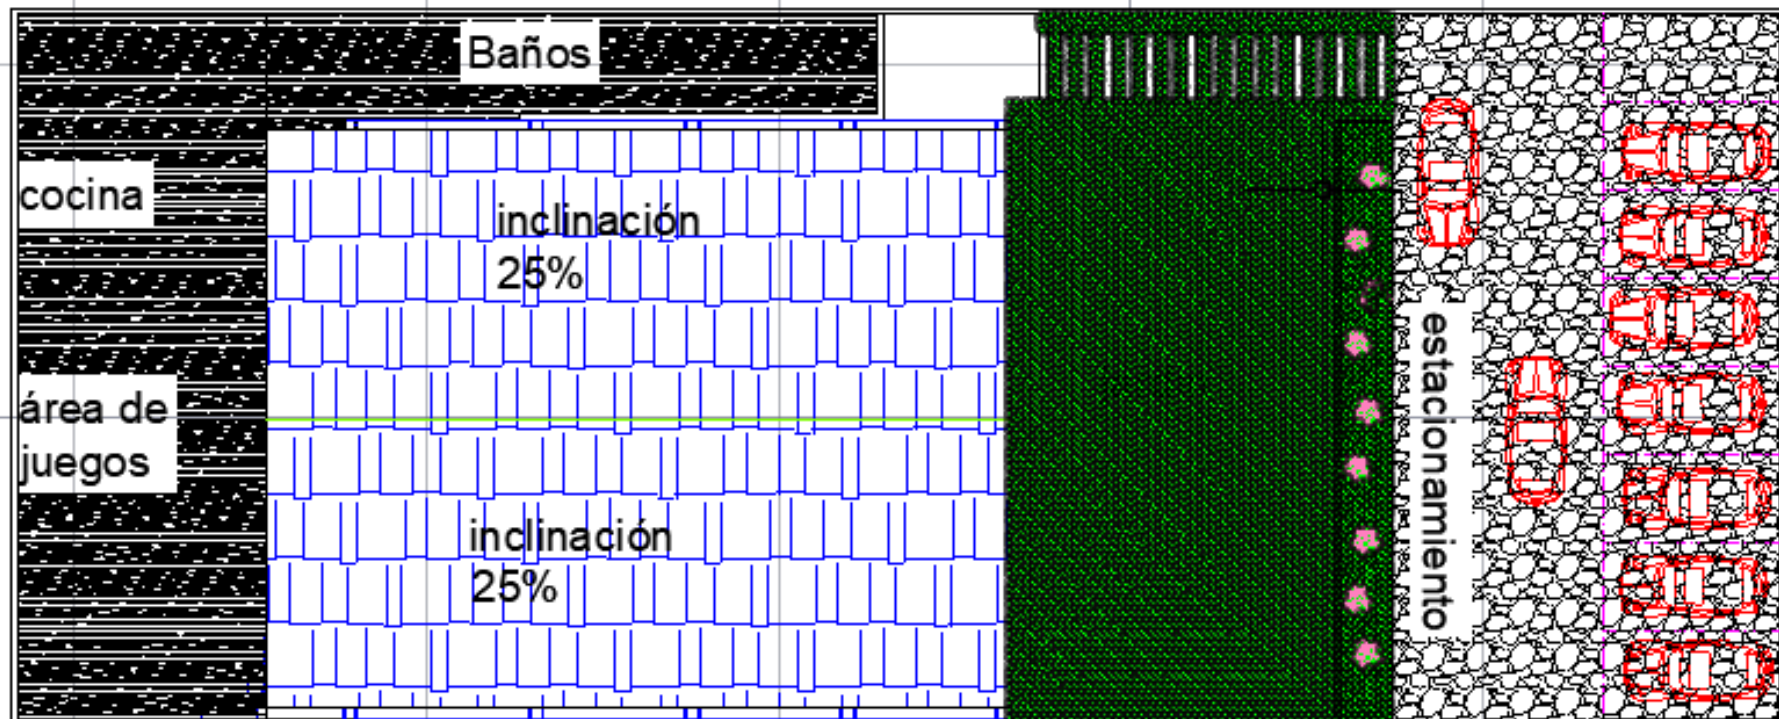 Baños
cocina
inclinación
25%
área de
juegos
estacionamiento
inclinación
25%